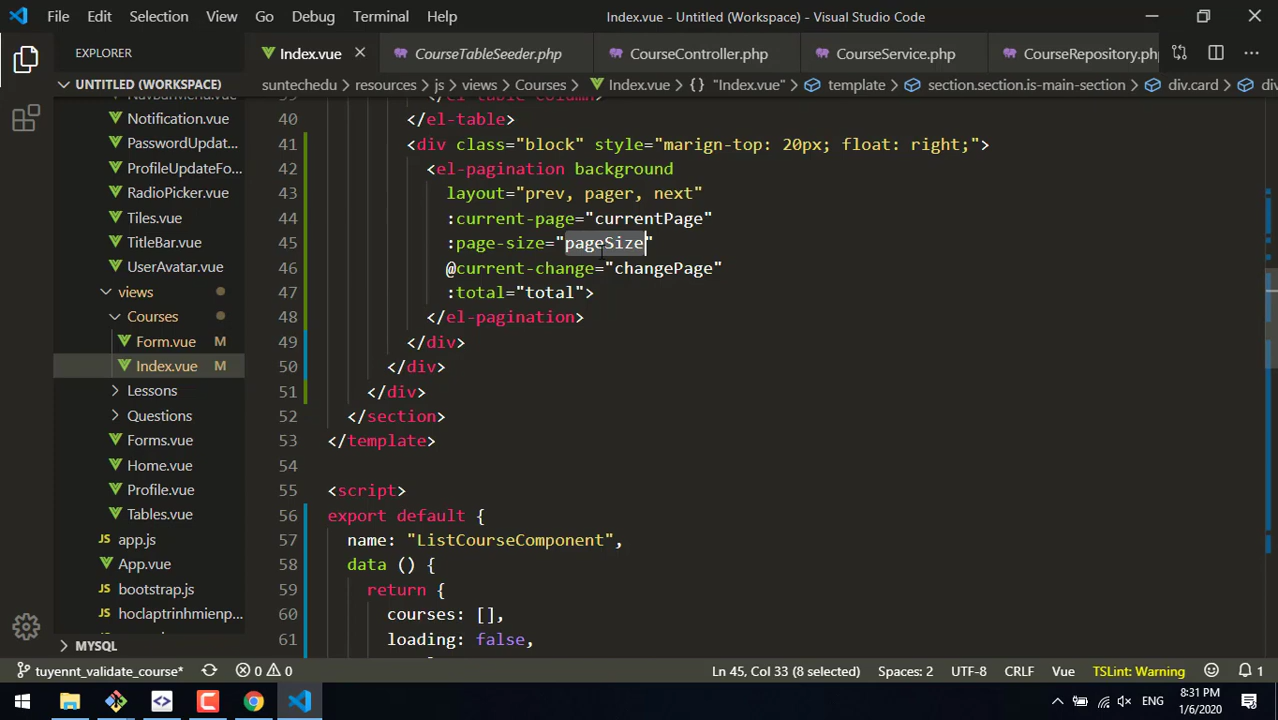 File Edit Selection View Go Debug Terminal Help
Index.vue - Untitled (Workspace) - Visual Studio Code
EXPLORER
UNTITLED (WORKSPACE)
Notification.vue
PasswordUpdat...
ProfileUpdateFo...
RadioPicker.vue
Tiles.vue
TitleBar.vue
UserAvatar.vue
views
Courses
Form.vue M
Index.vue M
Lessons
Questions
Forms.vue
Home.vue
Profile.vue
Tables.vue
app.js
App.vue
bootstrap.js
hoclaptrinhmienp...
MYSQL
Index.vue CourseTableSeeder.php CourseController.php CourseService.php CourseRepository.ph
suntechedu > resources > js > views > Courses > Index.vue > {} "Index.vue" > template > section.section.is-main-section > div.card > di
40 </el-table>
41 <div class="block" style="marign-top: 20px; float: right;">
42 <el-pagination background
43 layout="prev, pager, next"
44 :current-page="currentPage"
45 :page-size="pageSize"
46 @current-change="changePage"
47 :total="total">
48 </el-pagination>
49 </div>
50 </div>
51 </div>
52 </section>
53 </template>
54
55 <script>
56 export default {
57 name: "ListCourseComponent",
58 data () {
59 return {
60 courses: [],
61 loading: false,
tuyennt_validate_course* 0 0 Ln 45, Col 33 (8 selected) Spaces: 2 UTF-8 CRLF Vue TSLint: Warning 1
ENG
8:31 PM
1/6/2020